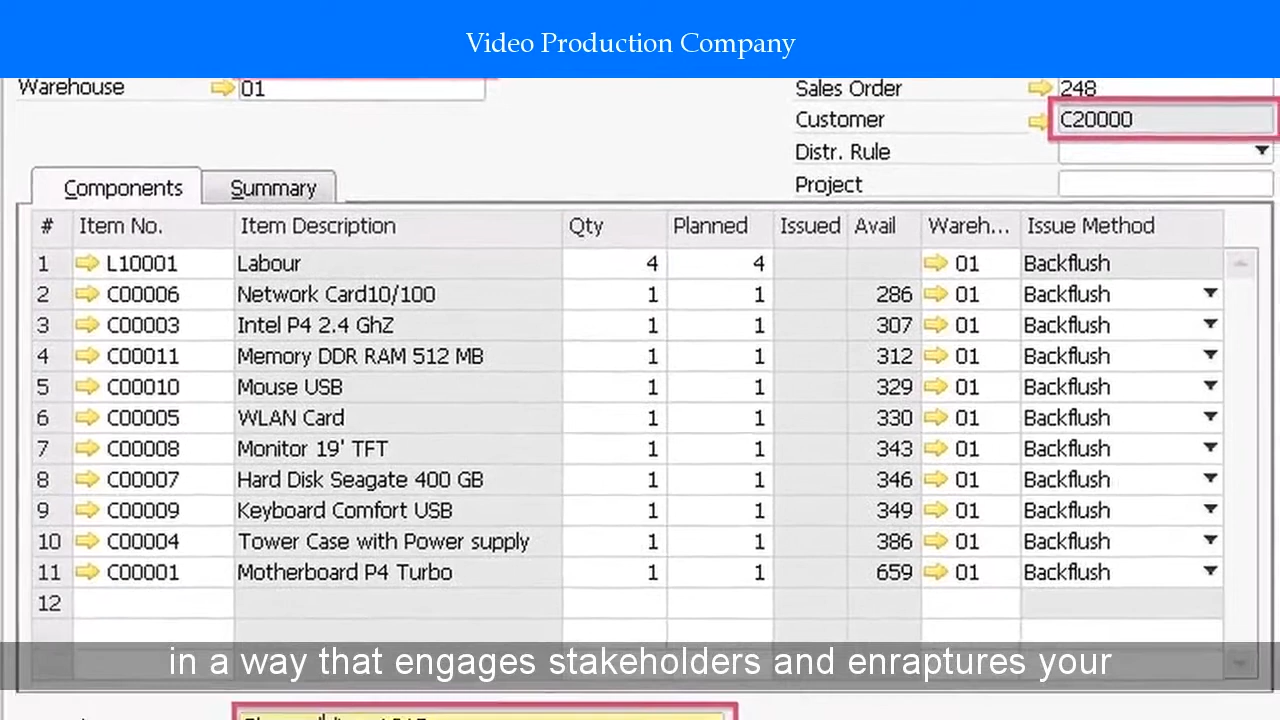 Video Production Company
Warehouse 01 Sales Order 248
Customer C20000
Distr. Rule
Project
Components Summary
# Item No. Item Description Qty Planned Issued Avail Wareh... Issue Method
1 L10001 Labour 4 4 01 Backflush
2 C00006 Network Card10/100 1 1 286 01 Backflush
3 C00003 Intel P4 2.4 GhZ 1 1 307 01 Backflush
4 C00011 Memory DDR RAM 512 MB 1 1 312 01 Backflush
5 C00010 Mouse USB 1 1 329 01 Backflush
6 C00005 WLAN Card 1 1 330 01 Backflush
7 C00008 Monitor 19' TFT 1 1 343 01 Backflush
8 C00007 Hard Disk Seagate 400 GB 1 1 346 01 Backflush
9 C00009 Keyboard Comfort USB 1 1 349 01 Backflush
10 C00004 Tower Case with Power supply 1 1 386 01 Backflush
11 C00001 Motherboard P4 Turbo 1 1 659 01 Backflush
12
in a way that engages stakeholders and enraptures your